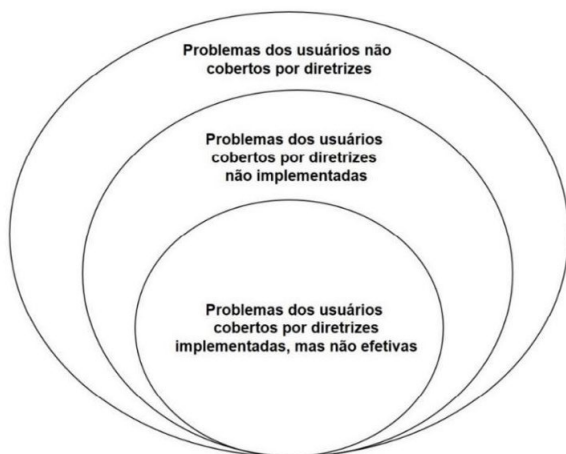 Problemas dos usuários não
cobertos por diretrizes
Problemas dos usuários
cobertos por diretrizes
não implementadas
Problemas dos usuários
cobertos por diretrizes
implementadas, mas não efetivas